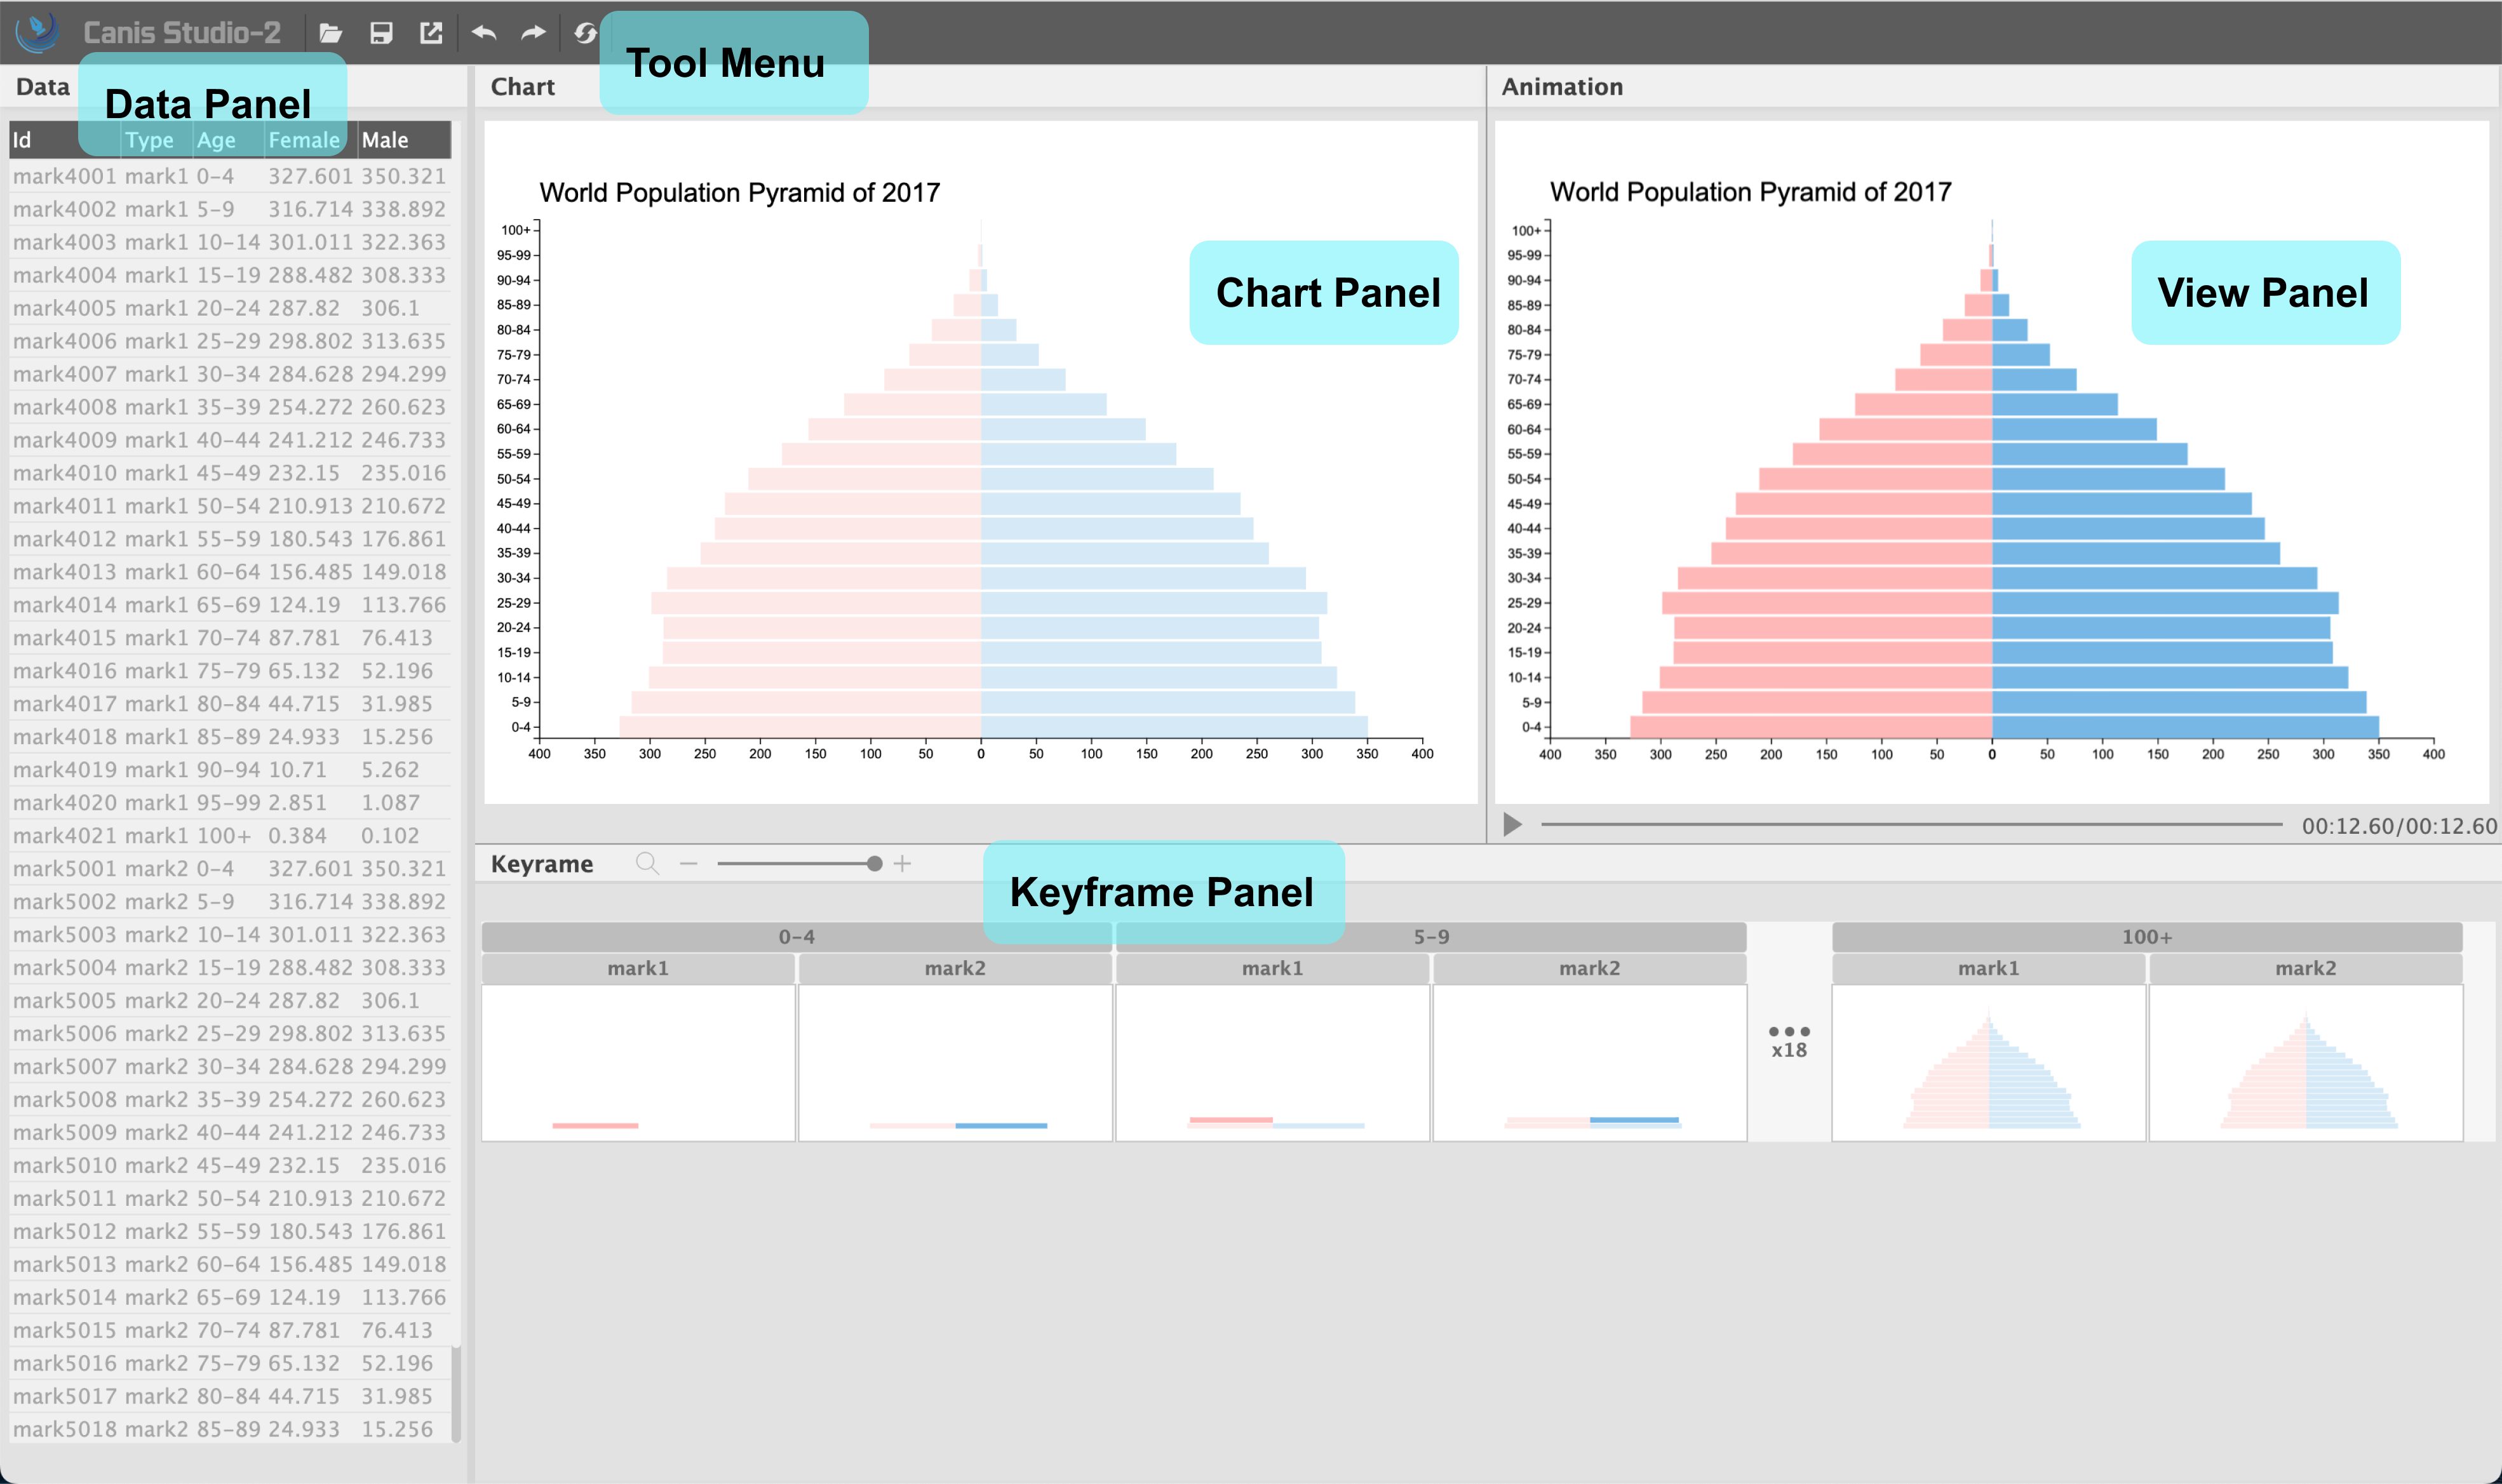 Canis Studio-2
Tool Menu
Data
Data Panel
Id Type Age Female Male
mark4001 mark1 0-4 327.601 350.321
mark4002 mark1 5-9 316.714 338.892
mark4003 mark1 10-14 301.011 322.363
mark4004 mark1 15-19 288.482 308.333
mark4005 mark1 20-24 287.82 306.1
mark4006 mark1 25-29 298.802 313.635
mark4007 mark1 30-34 284.628 294.299
mark4008 mark1 35-39 254.272 260.623
mark4009 mark1 40-44 241.212 246.733
mark4010 mark1 45-49 232.15 235.016
mark4011 mark1 50-54 210.913 210.672
mark4012 mark1 55-59 180.543 176.861
mark4013 mark1 60-64 156.485 149.018
mark4014 mark1 65-69 124.19 113.766
mark4015 mark1 70-74 87.781 76.413
mark4016 mark1 75-79 65.132 52.196
mark4017 mark1 80-84 44.715 31.985
mark4018 mark1 85-89 24.933 15.256
mark4019 mark1 90-94 10.71 5.262
mark4020 mark1 95-99 2.851 1.087
mark4021 mark1 100+ 0.384 0.102
mark5001 mark2 0-4 327.601 350.321
mark5002 mark2 5-9 316.714 338.892
mark5003 mark2 10-14 301.011 322.363
mark5004 mark2 15-19 288.482 308.333
mark5005 mark2 20-24 287.82 306.1
mark5006 mark2 25-29 298.802 313.635
mark5007 mark2 30-34 284.628 294.299
mark5008 mark2 35-39 254.272 260.623
mark5009 mark2 40-44 241.212 246.733
mark5010 mark2 45-49 232.15 235.016
mark5011 mark2 50-54 210.913 210.672
mark5012 mark2 55-59 180.543 176.861
mark5013 mark2 60-64 156.485 149.018
mark5014 mark2 65-69 124.19 113.766
mark5015 mark2 70-74 87.781 76.413
mark5016 mark2 75-79 65.132 52.196
mark5017 mark2 80-84 44.715 31.985
mark5018 mark2 85-89 24.933 15.256
Chart
World Population Pyramid of 2017
Chart Panel
100+
95-99
90-94
85-89
80-84
75-79
70-74
65-69
60-64
55-59
50-54
45-49
40-44
35-39
30-34
25-29
20-24
15-19
10-14
5-9
0-4
400 350 300 250 200 150 100 50 0 50 100 150 200 250 300 350 400
Animation
World Population Pyramid of 2017
View Panel
100+
95-99
90-94
85-89
80-84
75-79
70-74
65-69
60-64
55-59
50-54
45-49
40-44
35-39
30-34
25-29
20-24
15-19
10-14
5-9
0-4
400 350 300 250 200 150 100 50 0 50 100 150 200 250 300 350 400
00:12.60/00:12.60
Keyrame
Keyframe Panel
0-4 5-9 100+
mark1 mark2 mark1 mark2 mark1 mark2
x18